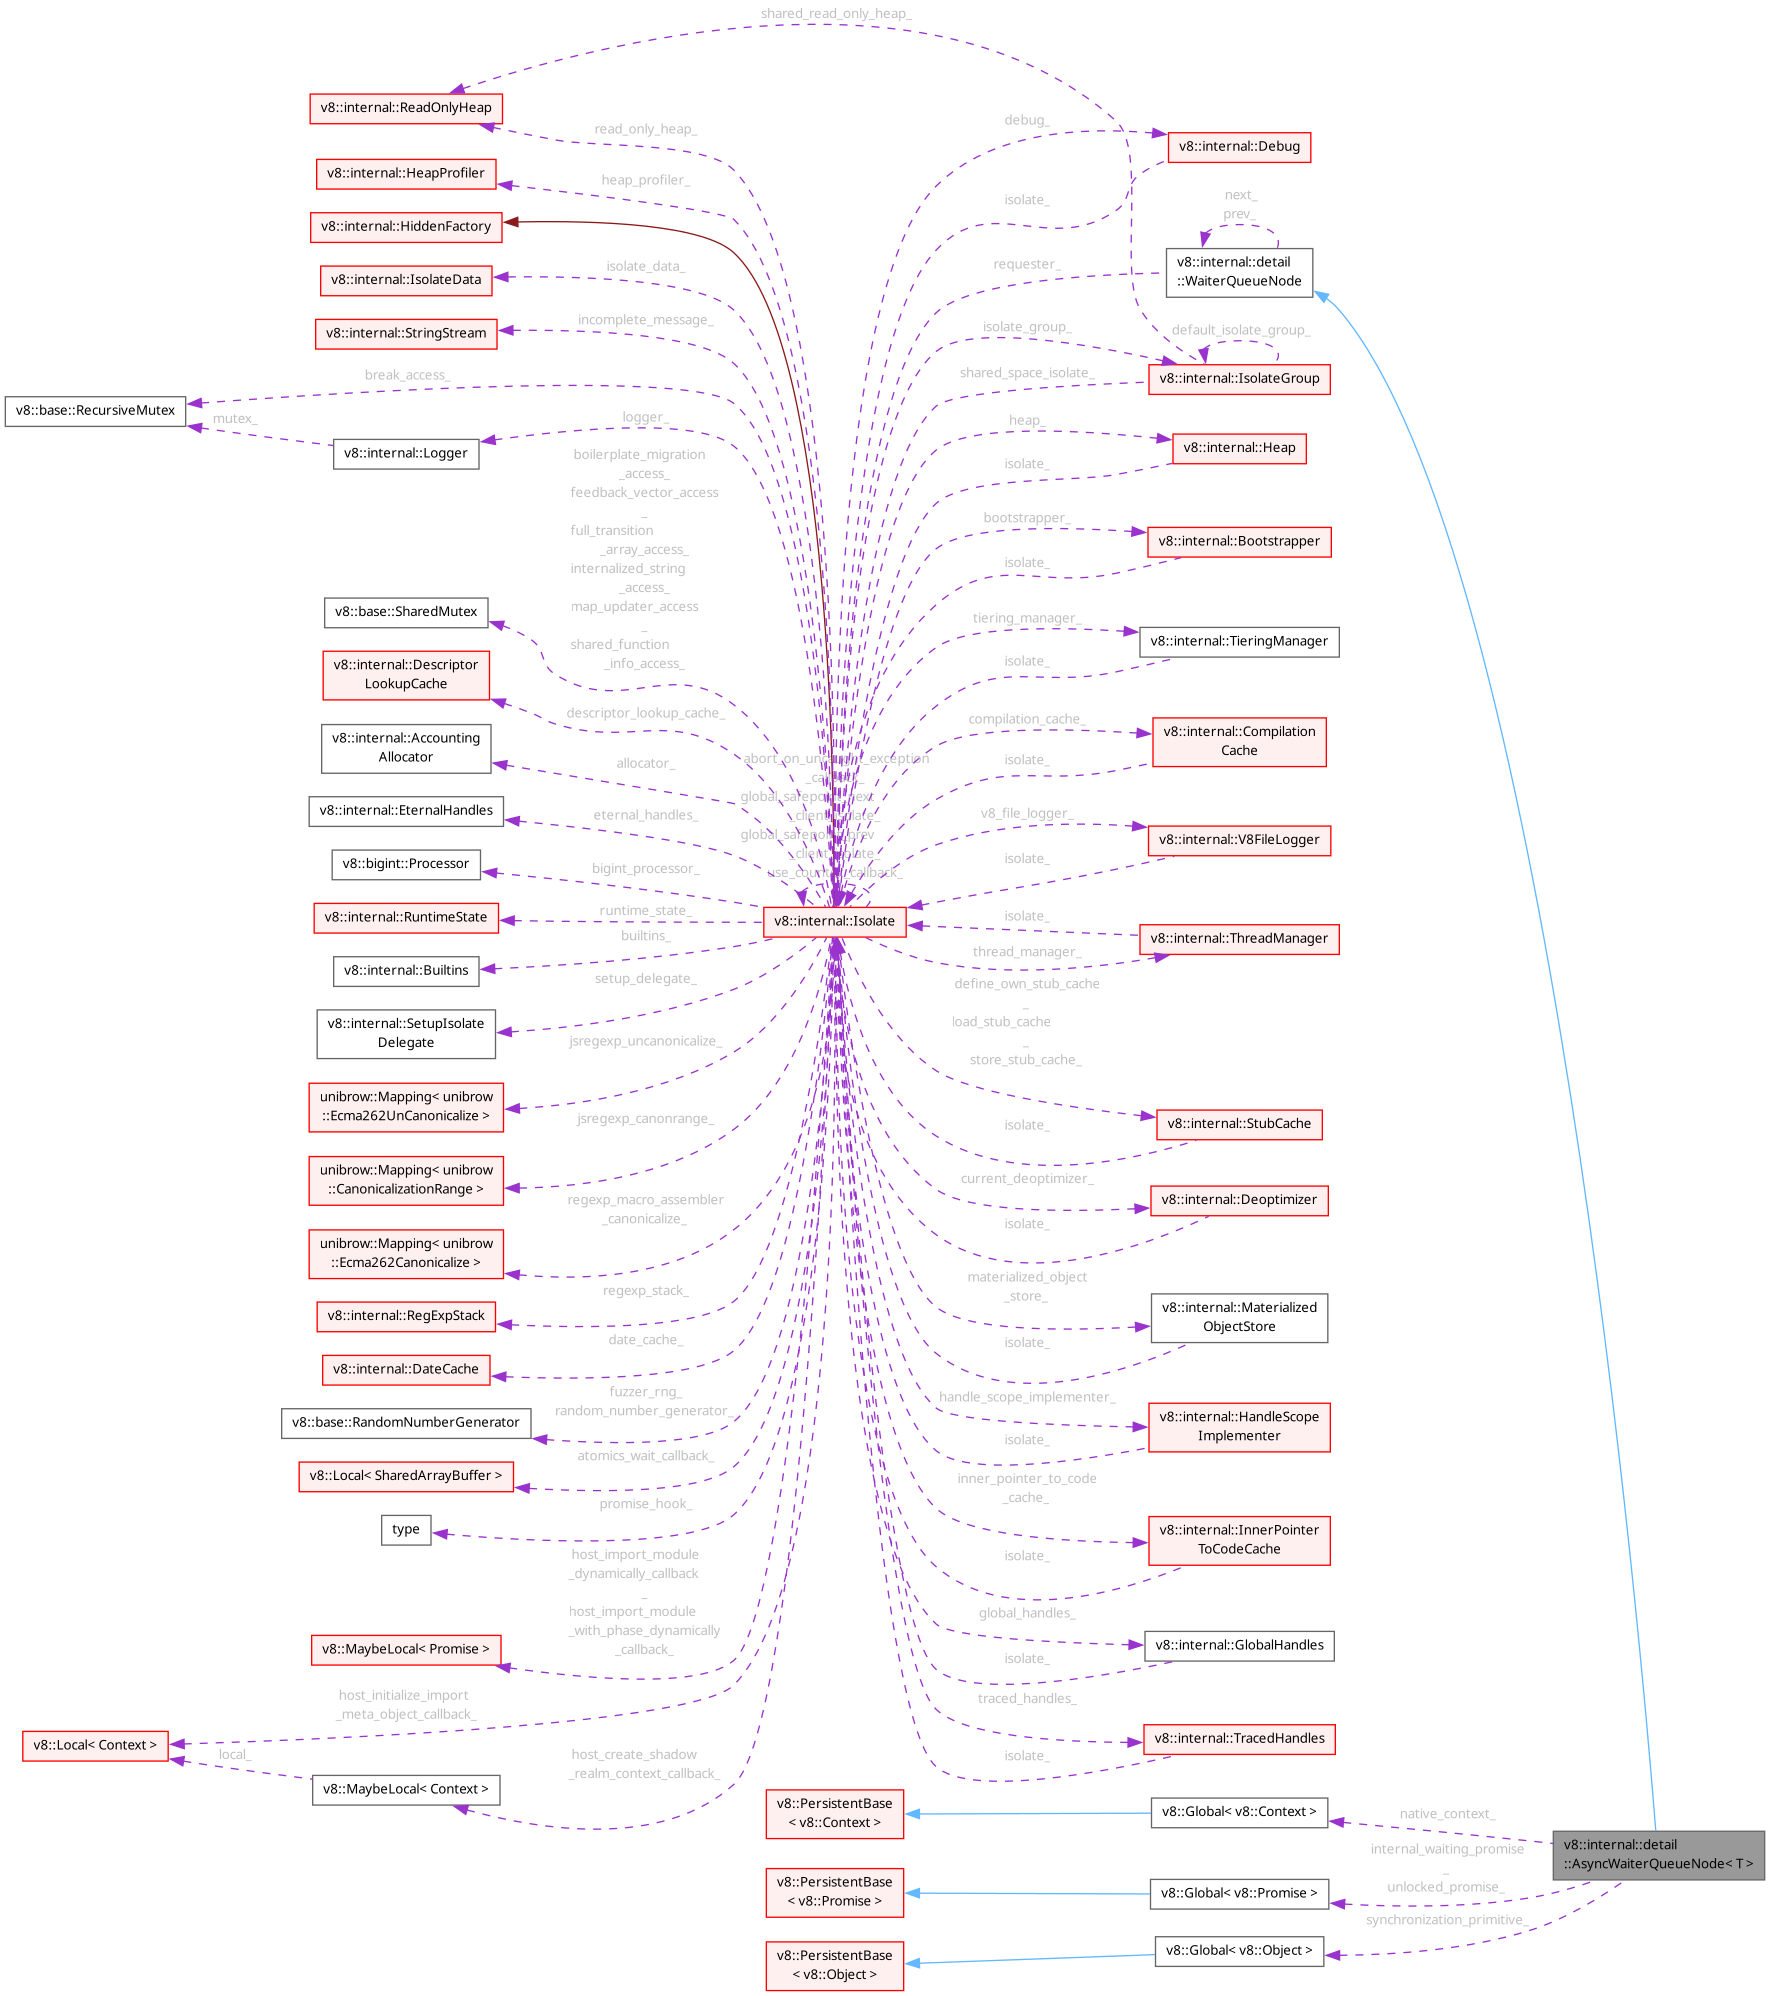 shared_read_only_heap_
v8::internal::ReadOnlyHeap
read_only_heap_
v8::internal::HeapProfiler
heap_profiler_
v8::internal::HiddenFactory
v8::internal::IsolateData
isolate_data_
v8::internal::StringStream
incomplete_message_
break_access_
v8::base::RecursiveMutex
mutex_
v8::internal::Logger
logger_
boilerplate_migration
_access_
feedback_vector_access
_
full_transition
_array_access_
internalized_string
_access_
map_updater_access
_
shared_function
_info_access_
v8::base::SharedMutex
v8::internal::Descriptor
LookupCache
descriptor_lookup_cache_
v8::internal::Accounting
Allocator
allocator_
v8::internal::EternalHandles
eternal_handles_
v8::bigint::Processor
bigint_processor_
v8::internal::RuntimeState
runtime_state_
v8::internal::Builtins
builtins_
v8::internal::SetupIsolate
Delegate
setup_delegate_
unibrow::Mapping< unibrow
::Ecma262UnCanonicalize >
jsregexp_uncanonicalize_
unibrow::Mapping< unibrow
::CanonicalizationRange >
jsregexp_canonrange_
unibrow::Mapping< unibrow
::Ecma262Canonicalize >
regexp_macro_assembler
_canonicalize_
v8::internal::RegExpStack
regexp_stack_
v8::internal::DateCache
date_cache_
v8::base::RandomNumberGenerator
fuzzer_rng_
random_number_generator_
v8::Local< SharedArrayBuffer >
atomics_wait_callback_
type
promise_hook_
v8::MaybeLocal< Promise >
host_import_module
_dynamically_callback
_
host_import_module
_with_phase_dynamically
_callback_
v8::Local< Context >
host_initialize_import
_meta_object_callback_
local_
v8::MaybeLocal< Context >
host_create_shadow
_realm_context_callback_
abort_on_uncaught_exception
_callback_
global_safepoint_next
_client_isolate_
global_safepoint_prev
_client_isolate_
use_counter_callback_
v8::internal::Isolate
debug_
v8::internal::Debug
isolate_
next_
prev_
v8::internal::detail
::WaiterQueueNode
requester_
isolate_group_
default_isolate_group_
v8::internal::IsolateGroup
shared_space_isolate_
heap_
v8::internal::Heap
isolate_
bootstrapper_
v8::internal::Bootstrapper
isolate_
tiering_manager_
v8::internal::TieringManager
isolate_
compilation_cache_
v8::internal::Compilation
Cache
isolate_
v8_file_logger_
v8::internal::V8FileLogger
isolate_
isolate_
v8::internal::ThreadManager
thread_manager_
define_own_stub_cache
_
load_stub_cache
_
store_stub_cache_
v8::internal::StubCache
isolate_
current_deoptimizer_
v8::internal::Deoptimizer
isolate_
materialized_object
_store_
v8::internal::Materialized
ObjectStore
isolate_
handle_scope_implementer_
v8::internal::HandleScope
Implementer
isolate_
inner_pointer_to_code
_cache_
v8::internal::InnerPointer
ToCodeCache
isolate_
global_handles_
v8::internal::GlobalHandles
isolate_
traced_handles_
v8::internal::TracedHandles
isolate_
v8::PersistentBase
< v8::Context >
v8::Global< v8::Context >
native_context_
v8::internal::detail
::AsyncWaiterQueueNode< T >
internal_waiting_promise
_
unlocked_promise_
v8::PersistentBase
< v8::Promise >
v8::Global< v8::Promise >
synchronization_primitive_
v8::PersistentBase
< v8::Object >
v8::Global< v8::Object >